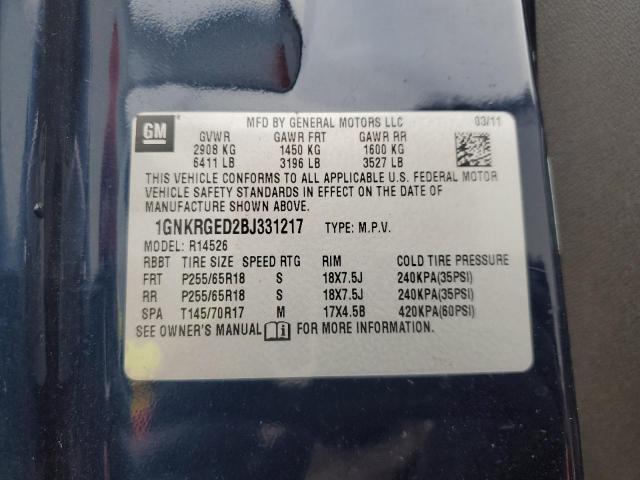 MFD BY GENERAL MOTORS LLC 03/11
GM
GVWR GAWR FRT GAWR RR
2908 KG 1450 KG 1600 KG
6411 LB 3196 LB 3527 LB
THIS VEHICLE CONFORMS TO ALL APPLICABLE U.S. FEDERAL MOTOR
VEHICLE SAFETY STANDARDS IN EFFECT ON THE DATE OF
MANUFACTURE SHOWN ABOVE.
1GNKRGED2BJ331217 TYPE: M.P.V.
MODEL: R14526
RBBT TIRE SIZE SPEED RTG RIM COLD TIRE PRESSURE
FRT P255/65R18 S 18X7.5J 240KPA(35PSI)
RR P255/65R18 S 18X7.5J 240KPA(35PSI)
SPA T145/70R17 M 17X4.5B 420KPA(60PSI)
SEE OWNER'S MANUAL FOR MORE INFORMATION.